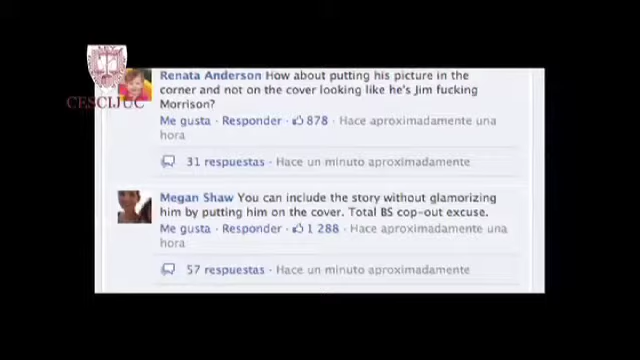 CESCIJUC
Renata Anderson How about putting his picture in the
corner and not on the cover looking like he's Jim fucking
Morrison?
Me gusta · Responder · 878 · Hace aproximadamente una
hora
31 respuestas · Hace un minuto aproximadamente
Megan Shaw You can include the story without glamorizing
him by putting him on the cover. Total BS cop-out excuse.
Me gusta · Responder · 1 288 · Hace aproximadamente una
hora
57 respuestas · Hace un minuto aproximadamente